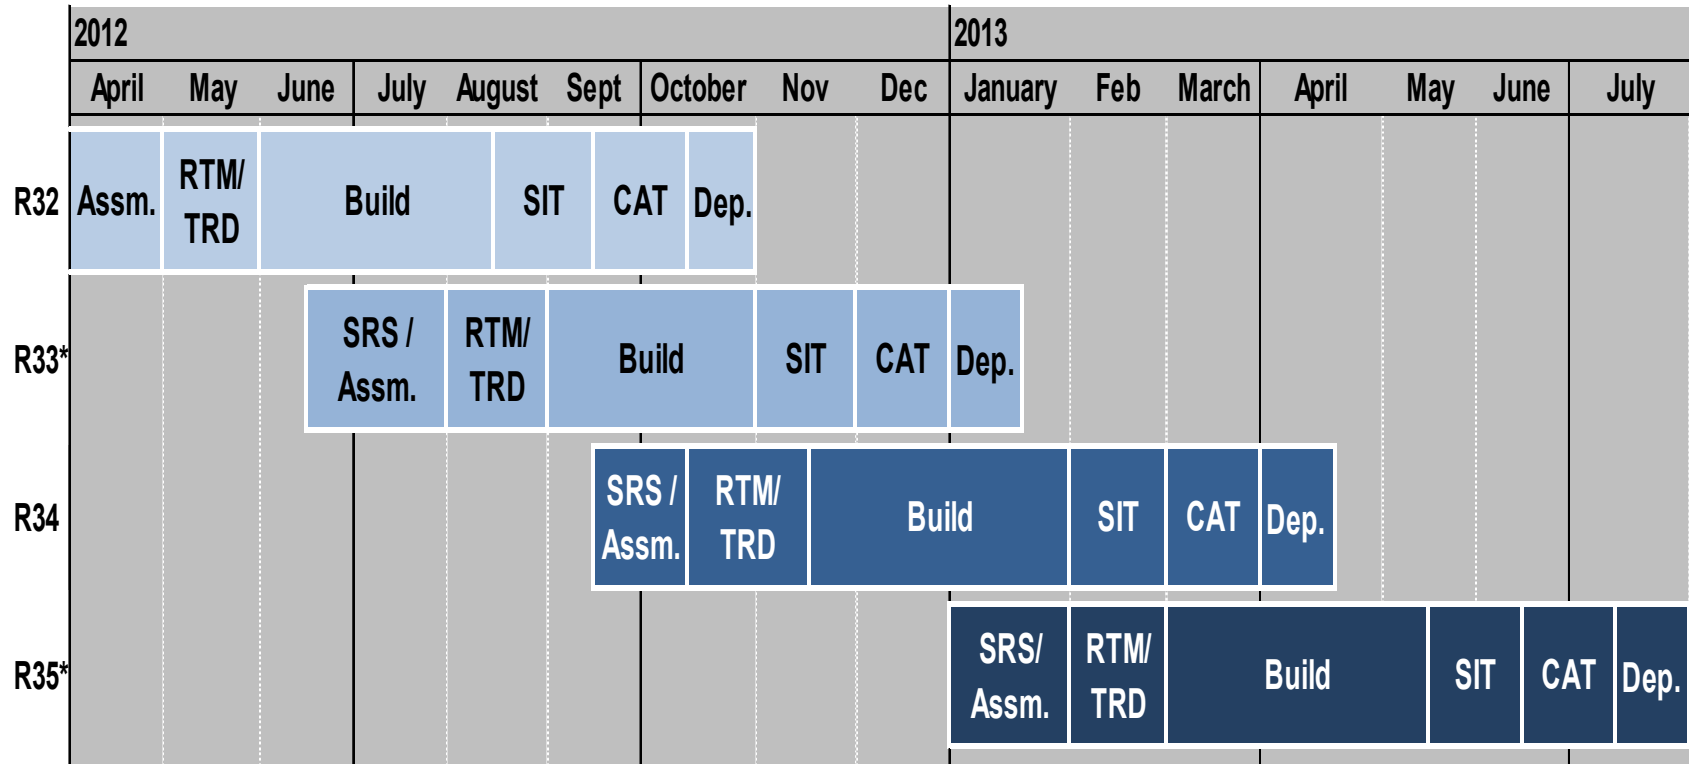 2012 2013
April May June July August Sept October Nov Dec January Feb March April May June July
R32 Assm. RTM/ TRD Build SIT CAT Dep.
R33* SRS / Assm. RTM/ TRD Build SIT CAT Dep.
R34 SRS / Assm. RTM/ TRD Build SIT CAT Dep.
R35* SRS/ Assm. RTM/ TRD Build SIT CAT Dep.